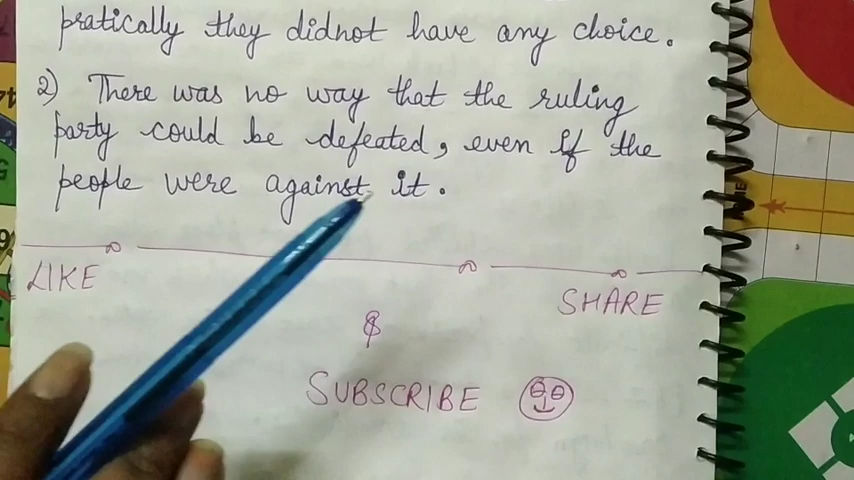 pratically they didnot have any choice.
2) There was no way that the ruling
party could be defeated, even if the
people were against it.
LIKE
SHARE
&
SUBSCRIBE